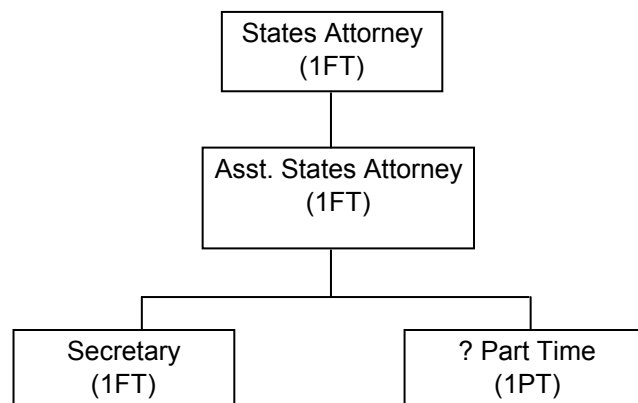 States Attorney
(1FT)
Asst. States Attorney
(1FT)
Secretary
(1FT)
? Part Time
(1PT)